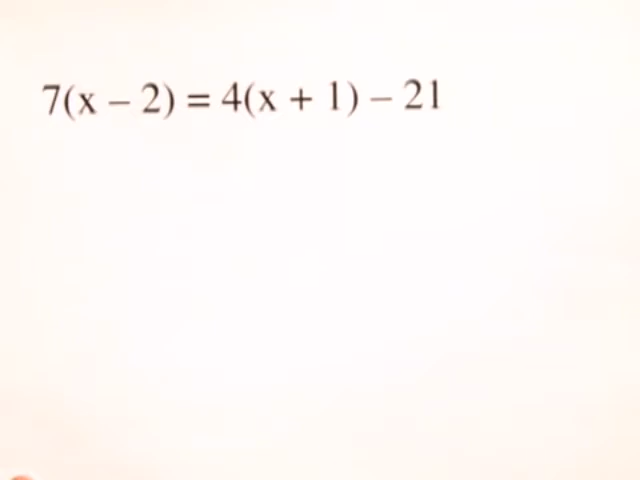 7(x – 2) = 4(x + 1) – 21